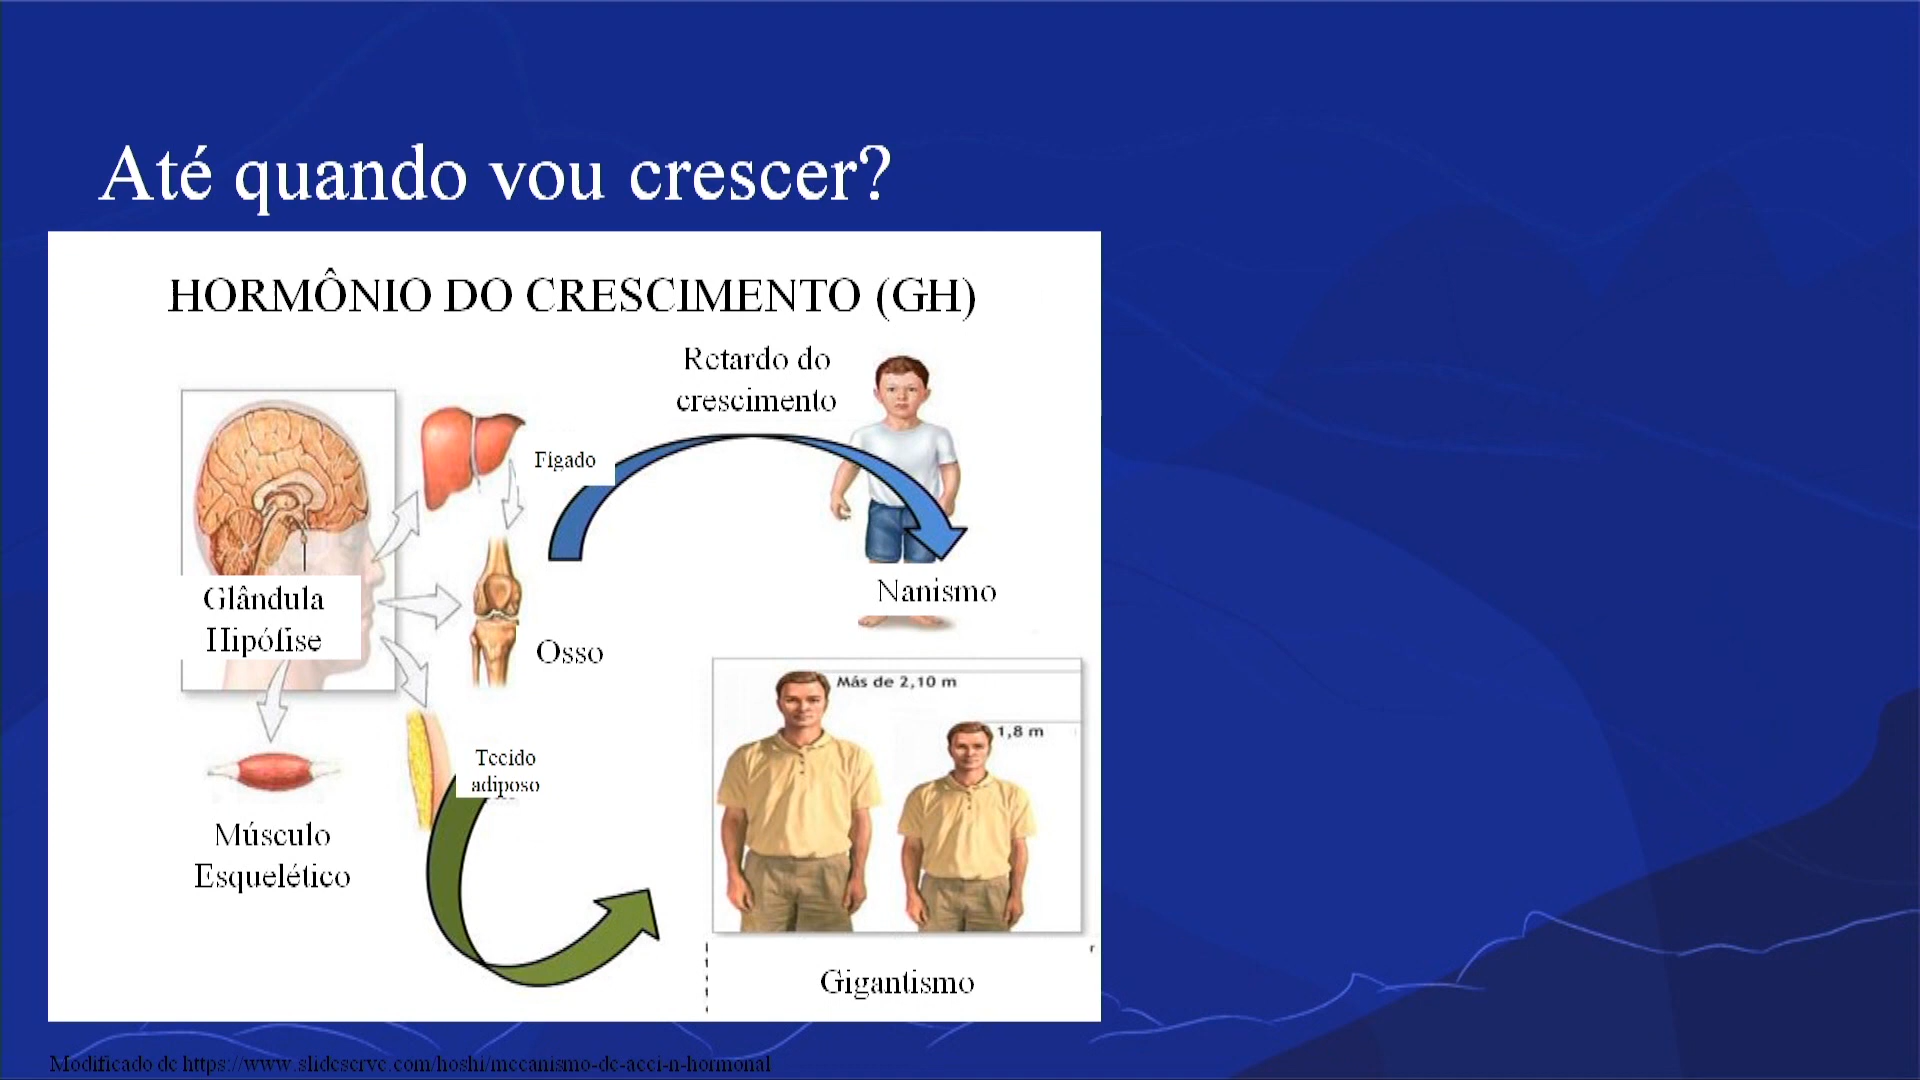 Até quando vou crescer?
HORMÔNIO DO CRESCIMENTO (GH)
Retardo do
crescimento
Fígado
Glândula
Hipófise
Nanismo
Osso
Más de 2,10 m
1,8 m
Tecido
adiposo
Músculo
Esquelético
Gigantismo
Modificado de https://www.slideserve.com/hoshi/mecanismo-de-acci-n-hormonal